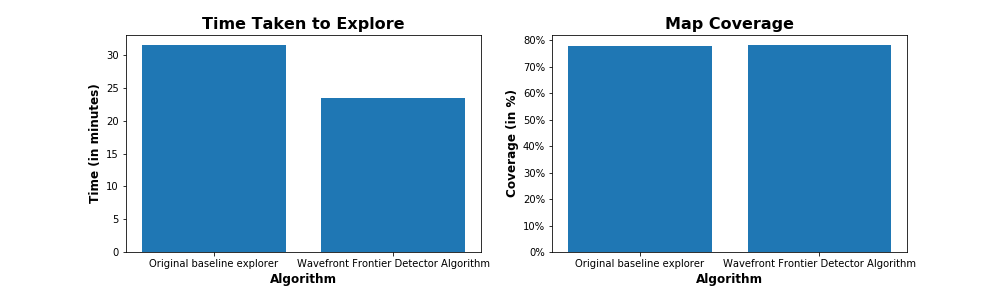 Time Taken to Explore
Time (in minutes)
30
25
20
15
10
5
0
Original baseline explorer
Wavefront Frontier Detector Algorithm
Algorithm
Map Coverage
Coverage (in %)
80%
70%
60%
50%
40%
30%
20%
10%
0%
Original baseline explorer
Wavefront Frontier Detector Algorithm
Algorithm